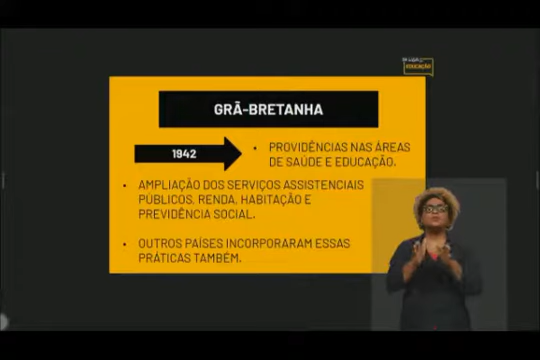 EDUCAÇÃO
GRÃ-BRETANHA
1942
• PROVIDÊNCIAS NAS ÁREAS
DE SAÚDE E EDUCAÇÃO.
• AMPLIAÇÃO DOS SERVIÇOS ASSISTENCIAIS
PÚBLICOS, RENDA, HABITAÇÃO E
PREVIDÊNCIA SOCIAL.
• OUTROS PAÍSES INCORPORARAM ESSAS
PRÁTICAS TAMBÉM.